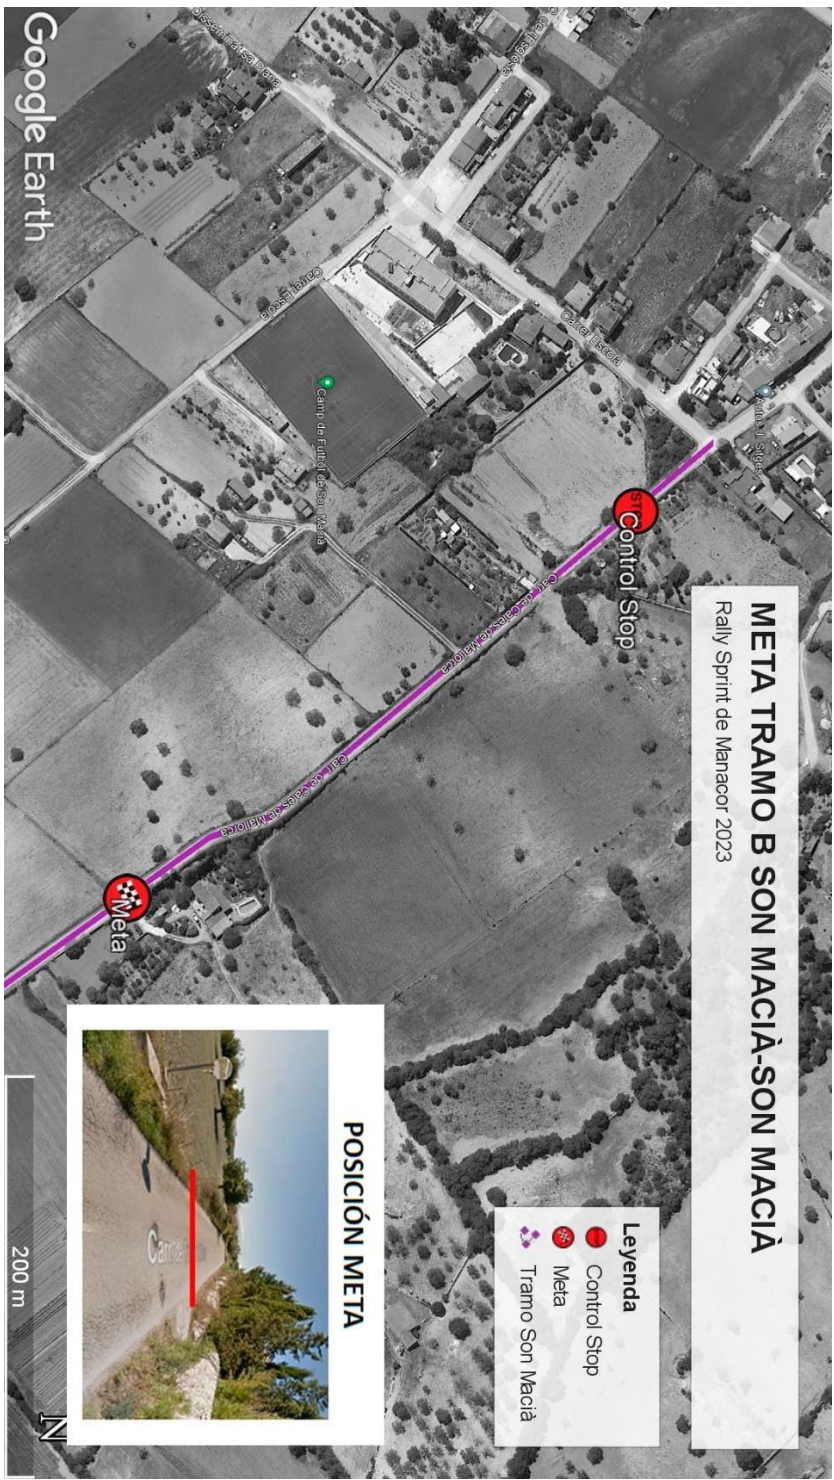 META TRAMO B SON MACIÀ-SON MACIÀ
Rally Sprint de Manacor 2023
Leyenda
Control Stop
Meta
Tramo Son Macià
Carrer Escola
Control Stop
Carrer Escola
Camp de Futbol de Son Macià
Carr. de Cales de Mallorca
Carr. de Cales de Mallorca
Meta
POSICIÓN META
Google Earth
200 m
N